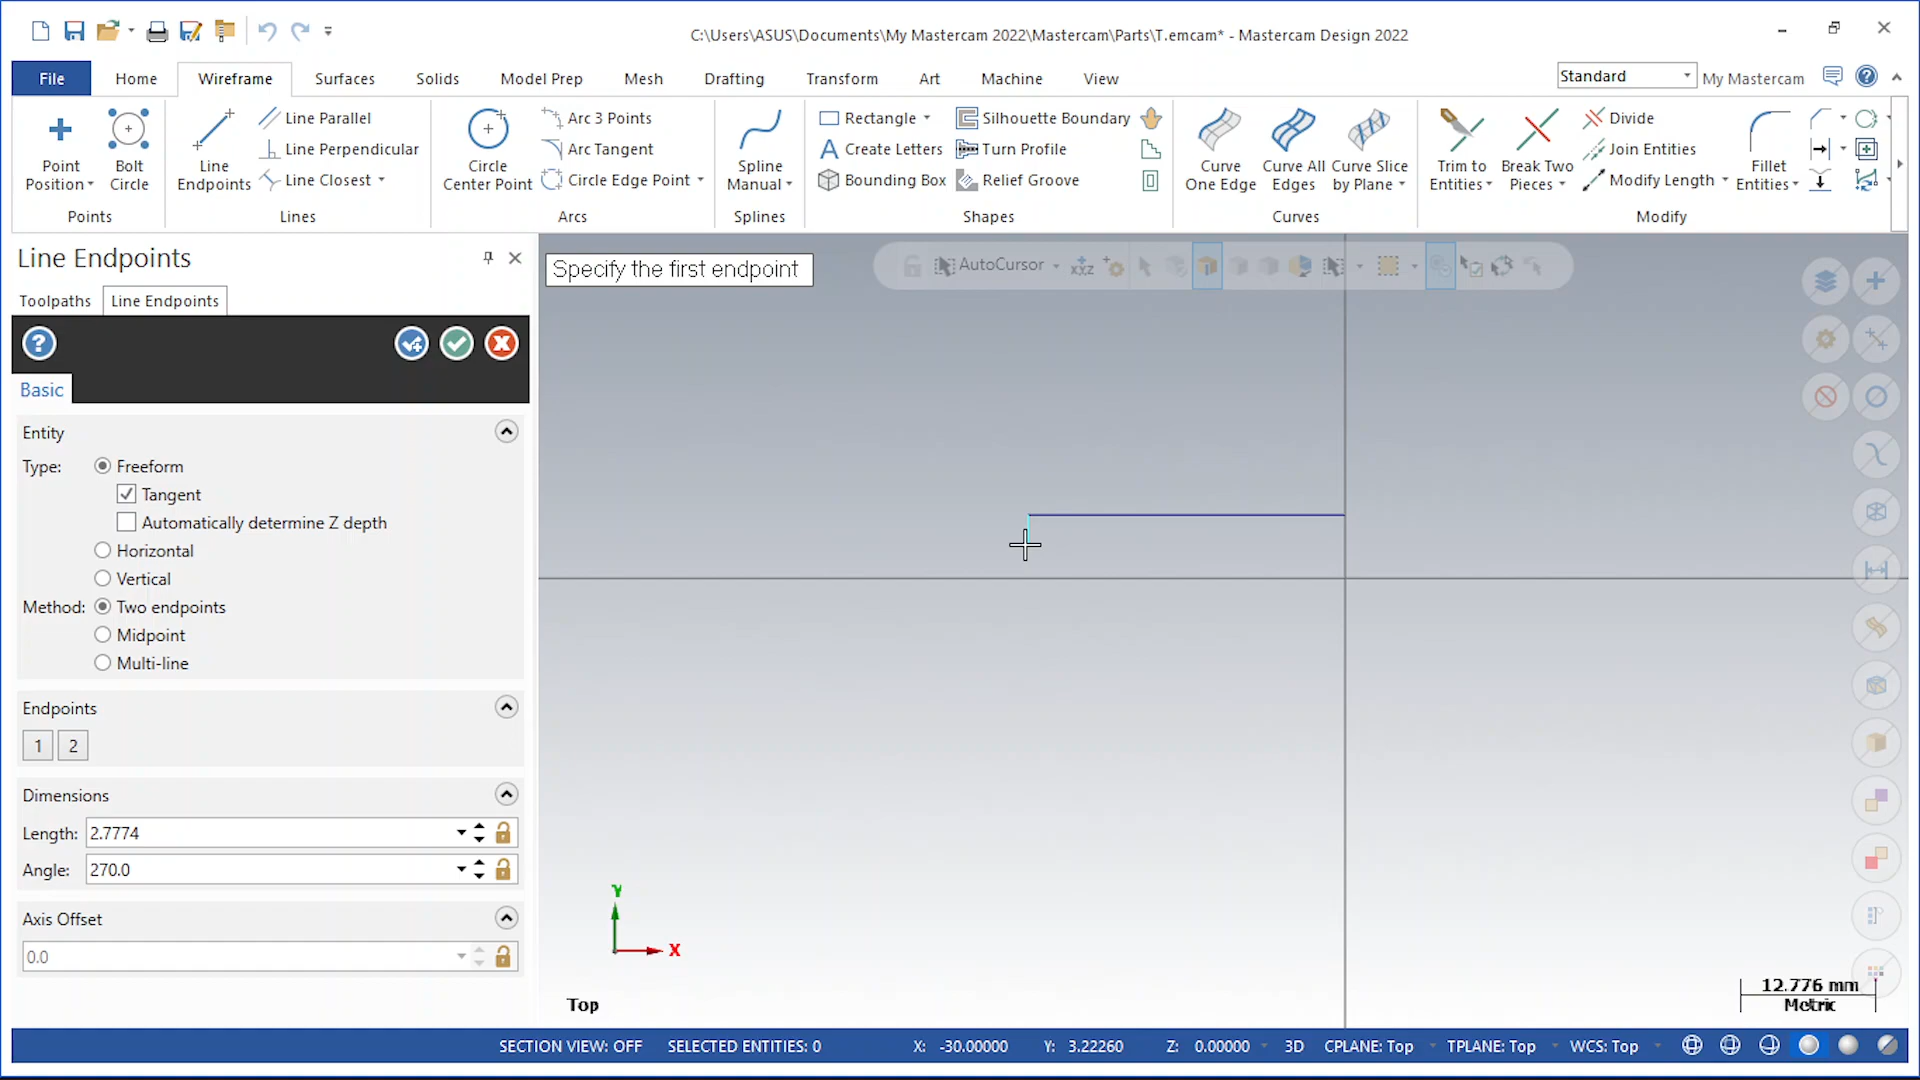 C:\Users\ASUS\Documents\My Mastercam 2022\Mastercam\Parts\T.emcam* - Mastercam Design 2022
File Home Wireframe Surfaces Solids Model Prep Mesh Drafting Transform Art Machine View Standard My Mastercam
Point Position Bolt Circle
Points
Line Endpoints Line Parallel
Line Perpendicular
Line Closest
Lines
Circle Center Point Arc 3 Points
Arc Tangent
Circle Edge Point
Arcs
Spline Manual
Splines
Rectangle Silhouette Boundary
Create Letters Turn Profile
Bounding Box Relief Groove
Shapes
Curve One Edge Curve All Edges Curve Slice by Plane
Curves
Trim to Entities Break Two Pieces Divide
Join Entities
Modify Length
Fillet Entities
Modify
Line Endpoints
Toolpaths Line Endpoints
Basic
Entity
Type: Freeform
Tangent
Automatically determine Z depth
Horizontal
Vertical
Method: Two endpoints
Midpoint
Multi-line
Endpoints
1 2
Dimensions
Length: 2.7774
Angle: 270.0
Axis Offset
0.0
Specify the first endpoint
AutoCursor
Y
X
Top
12.776 mm
Metric
SECTION VIEW: OFF SELECTED ENTITIES: 0 X: -30.00000 Y: 3.22260 Z: 0.00000 3D CPLANE: Top TPLANE: Top WCS: Top